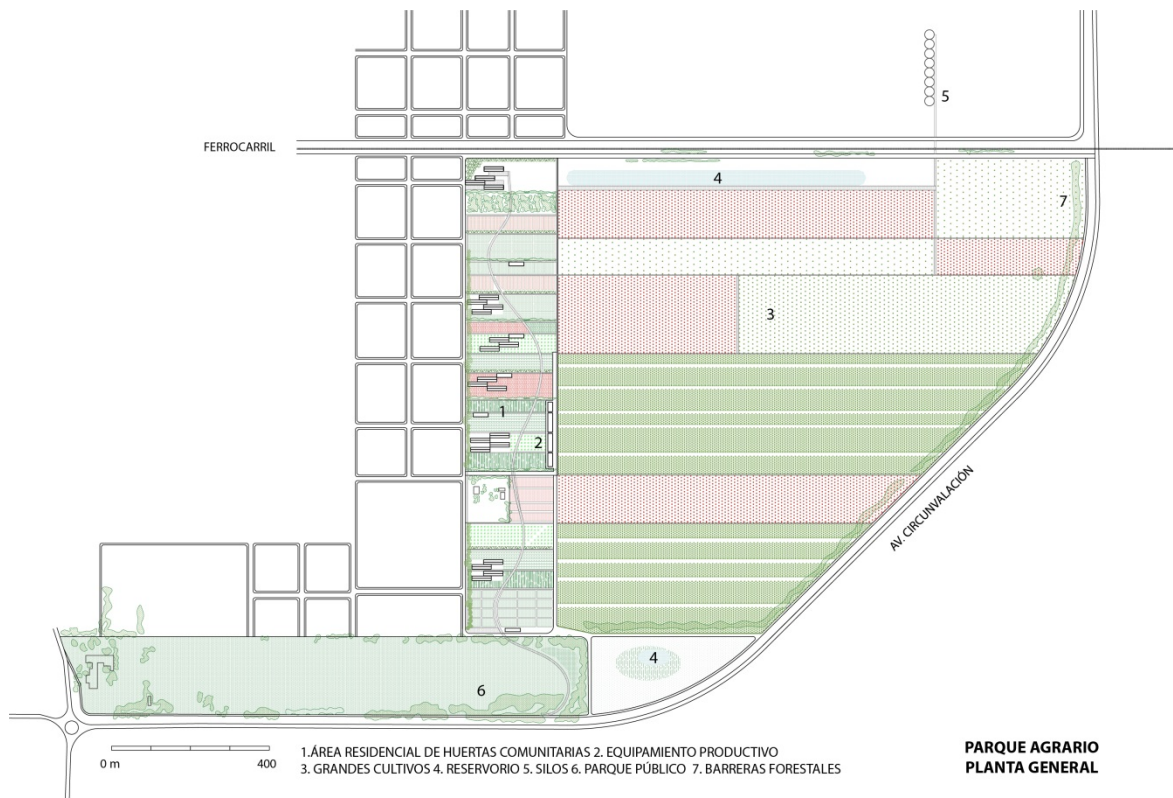 5
FERROCARRIL
4
7
3
1
2
AV. CIRCUNVALACIÓN
4
6
0 m 400
1.ÁREA RESIDENCIAL DE HUERTAS COMUNITARIAS 2. EQUIPAMIENTO PRODUCTIVO
3. GRANDES CULTIVOS 4. RESERVORIO 5. SILOS 6. PARQUE PÚBLICO 7. BARRERAS FORESTALES
PARQUE AGRARIO
PLANTA GENERAL